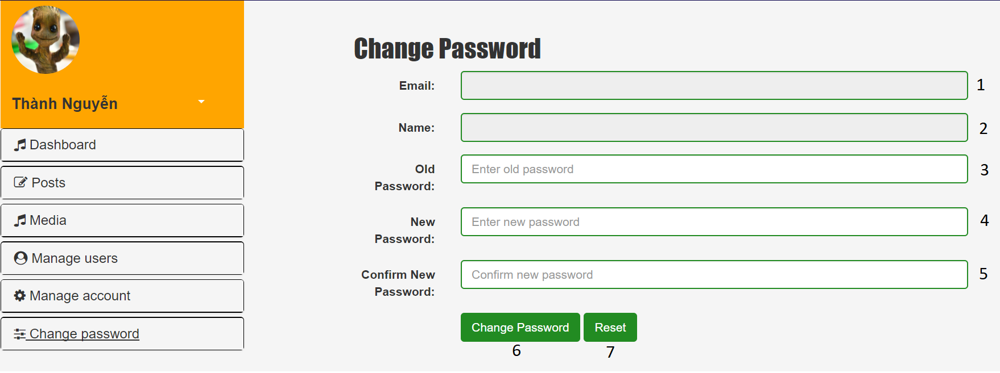 Thành Nguyễn
Dashboard
Posts
Media
Manage users
Manage account
Change password
Change Password
Email:
1
Name:
2
Old
Password:
Enter old password
3
New
Password:
Enter new password
4
Confirm New
Password:
Confirm new password
5
Change Password
Reset
6
7